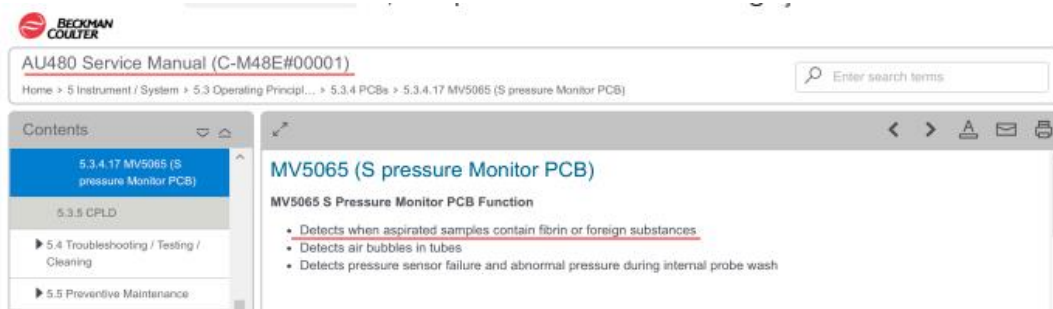 BECKMAN
COULTER
AU480 Service Manual (C-M48E#00001)
Home > 5 Instrument / System > 5.3 Operating Principl... > 5.3.4 PCBs > 5.3.4.17 MV5065 (S pressure Monitor PCB)
Enter search terms
Contents
5.3.4.17 MV5065 (S
pressure Monitor PCB)
5.3.5 CPLD
5.4 Troubleshooting / Testing /
Cleaning
5.5 Preventive Maintenance
A
MV5065 (S pressure Monitor PCB)
MV5065 S Pressure Monitor PCB Function
• Detects when aspirated samples contain fibrin or foreign substances
• Detects air bubbles in tubes
• Detects pressure sensor failure and abnormal pressure during internal probe wash